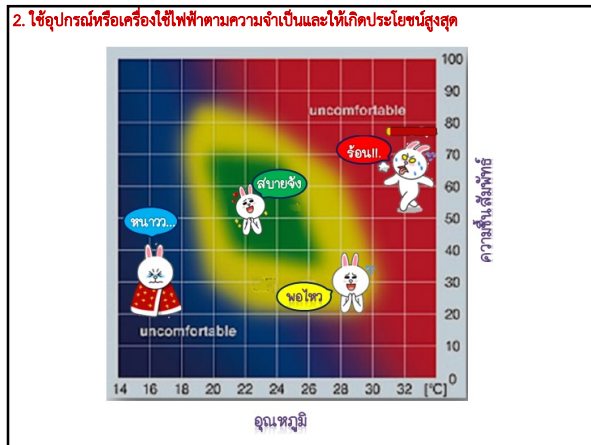 2. ใช้อุปกรณ์หรือเครื่องใช้ไฟฟ้าตามความจำเป็นและให้เกิดประโยชน์สูงสุด
100
90
uncomfortable
80
ร้อน!!.
70
สบายจัง
60
หนาวว...
50
40
พอไหว
30
20
uncomfortable
10
0
14 16 18 20 22 24 26 28 30 32 [°C]
ความชื้นสัมพัทธ์
อุณหภูมิ